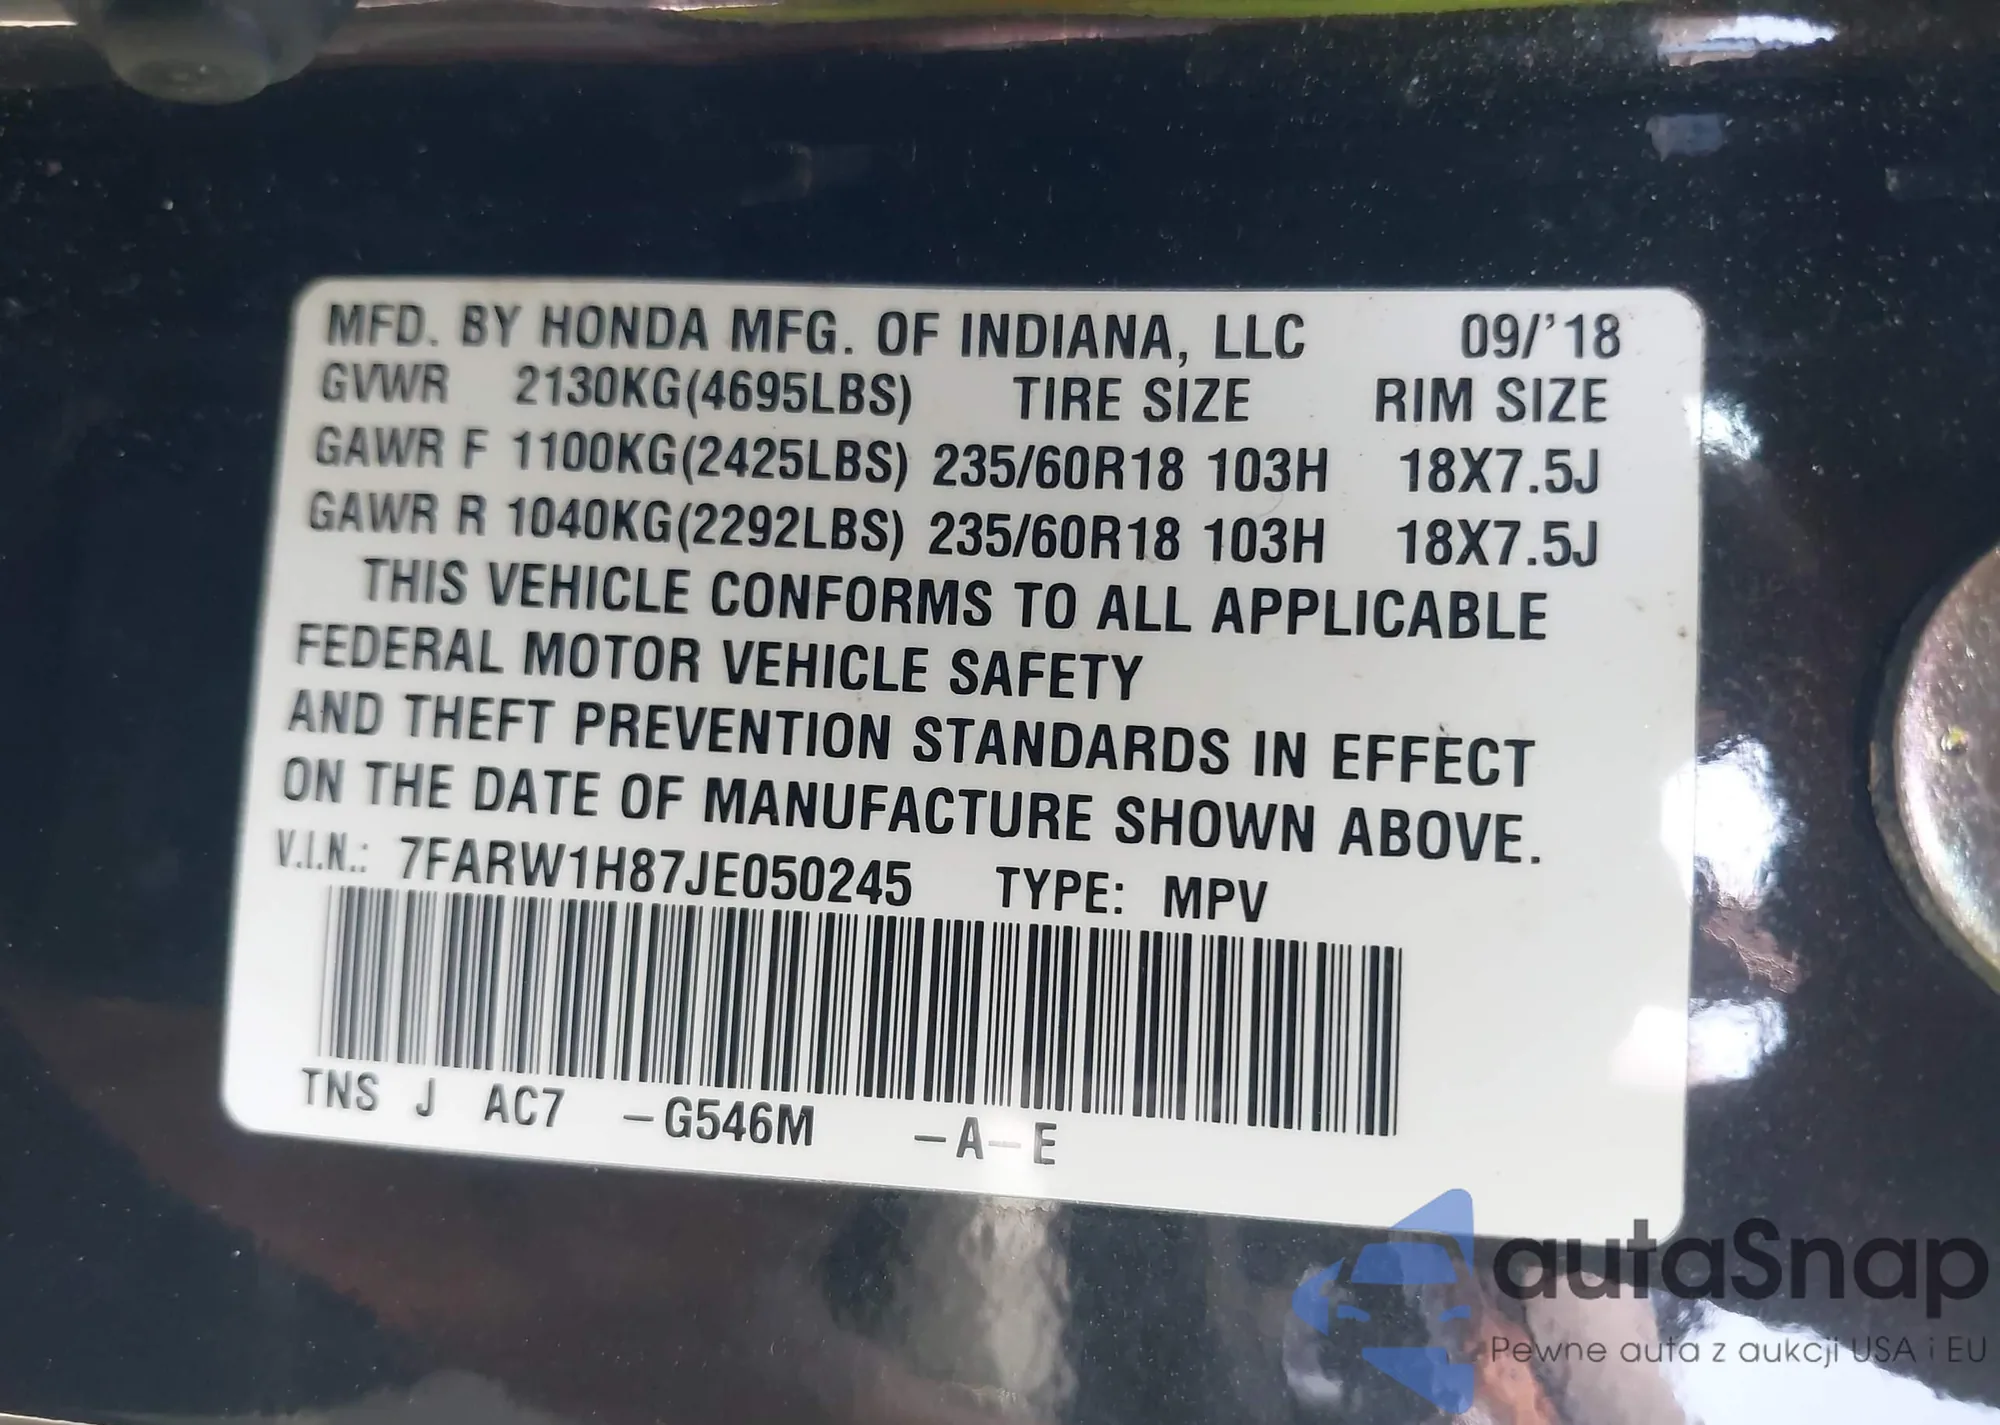 MFD. BY HONDA MFG. OF INDIANA, LLC 09/'18
GVWR 2130KG(4695LBS) TIRE SIZE RIM SIZE
GAWR F 1100KG(2425LBS) 235/60R18 103H 18X7.5J
GAWR R 1040KG(2292LBS) 235/60R18 103H 18X7.5J
THIS VEHICLE CONFORMS TO ALL APPLICABLE
FEDERAL MOTOR VEHICLE SAFETY
AND THEFT PREVENTION STANDARDS IN EFFECT
ON THE DATE OF MANUFACTURE SHOWN ABOVE.
V.I.N.: 7FARW1H87JE050245 TYPE: MPV
TNS J AC7 -G546M -A-E
autaSnap
Pewne auta z aukcji USA i EU